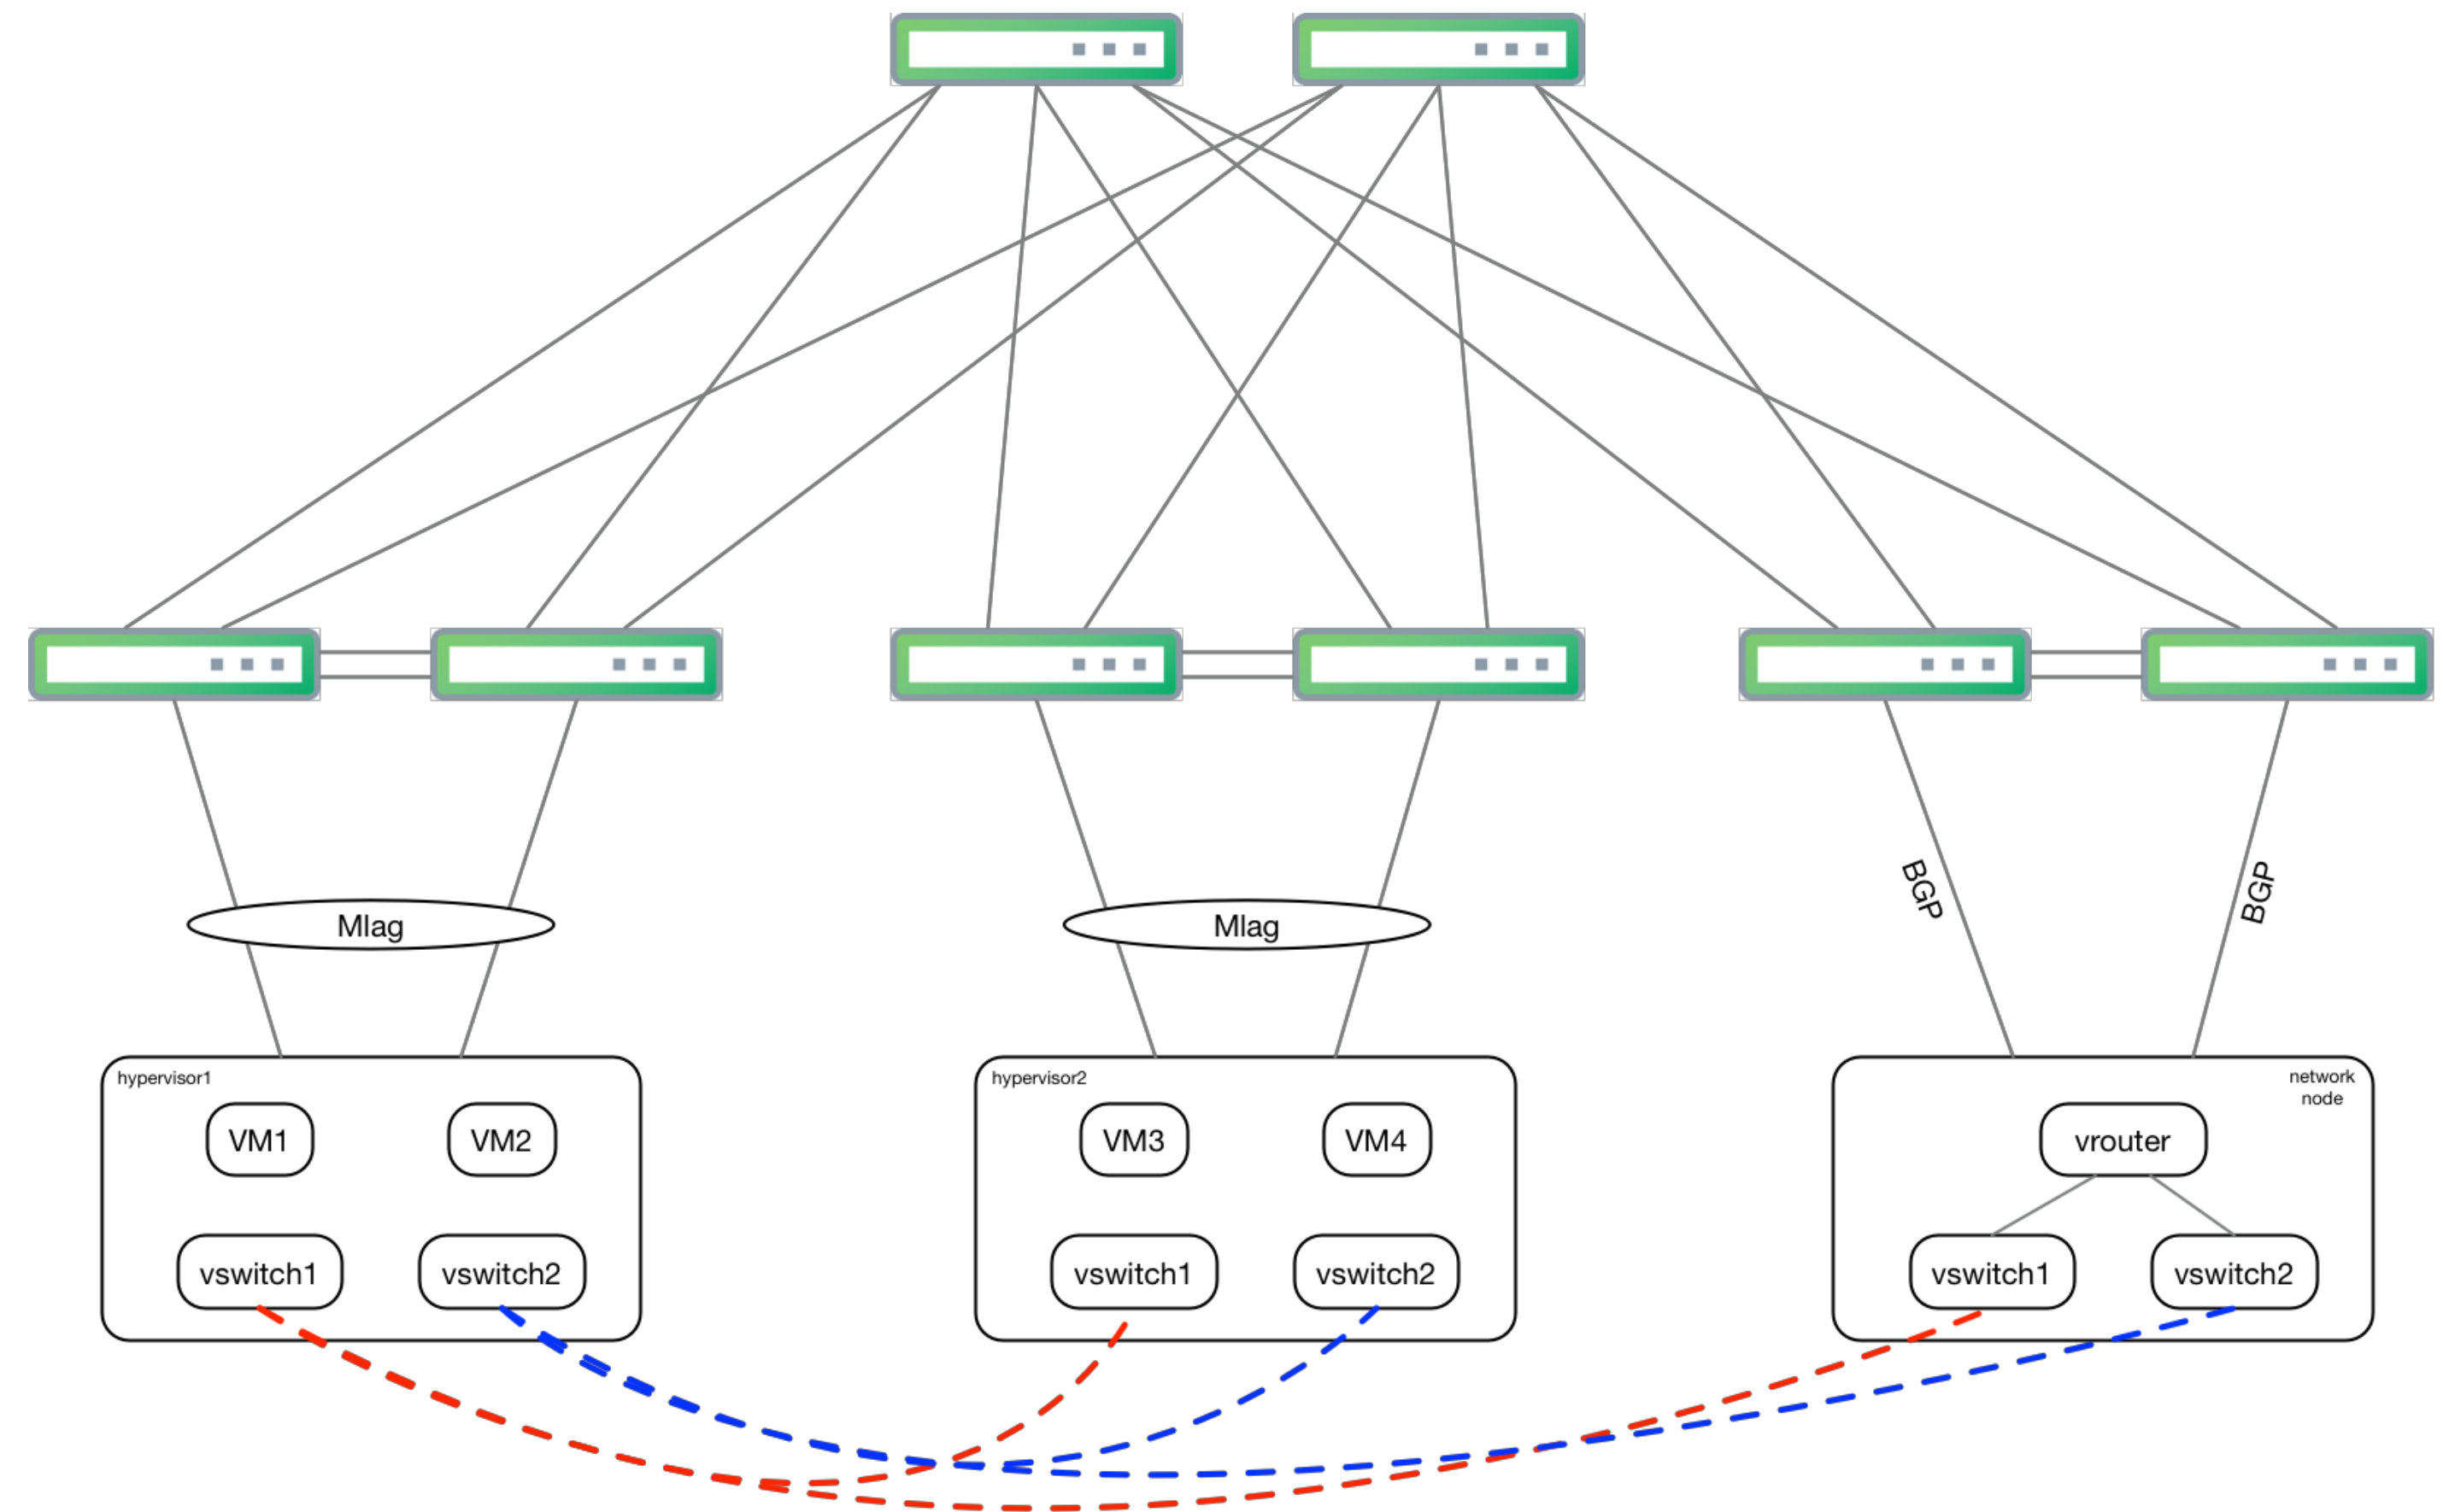 Mlag
Mlag
BGP
BGP
hypervisor1
VM1
VM2
vswitch1
vswitch2
hypervisor2
VM3
VM4
vswitch1
vswitch2
network
node
vrouter
vswitch1
vswitch2